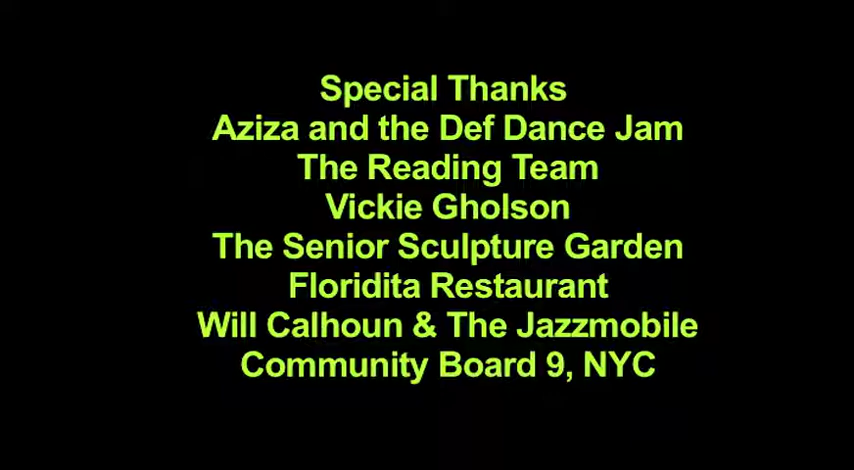 Special Thanks
Aziza and the Def Dance Jam
The Reading Team
Vickie Gholson
The Senior Sculpture Garden
Floridita Restaurant
Will Calhoun & The Jazzmobile
Community Board 9, NYC